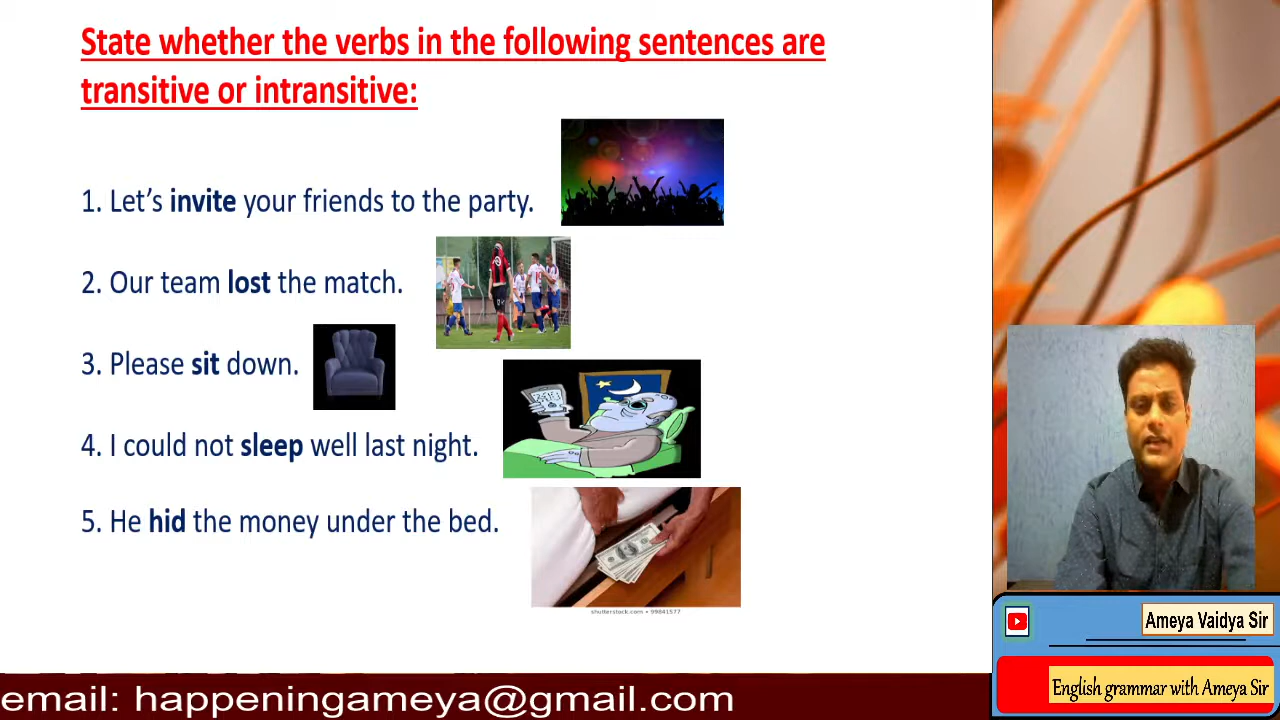 State whether the verbs in the following sentences are
transitive or intransitive:
1. Let’s invite your friends to the party.
2. Our team lost the match.
3. Please sit down.
4. I could not sleep well last night.
5. He hid the money under the bed.
shutterstock.com • 99841577
Ameya Vaidya Sir
English grammar with Ameya Sir
email: happeningameya@gmail.com